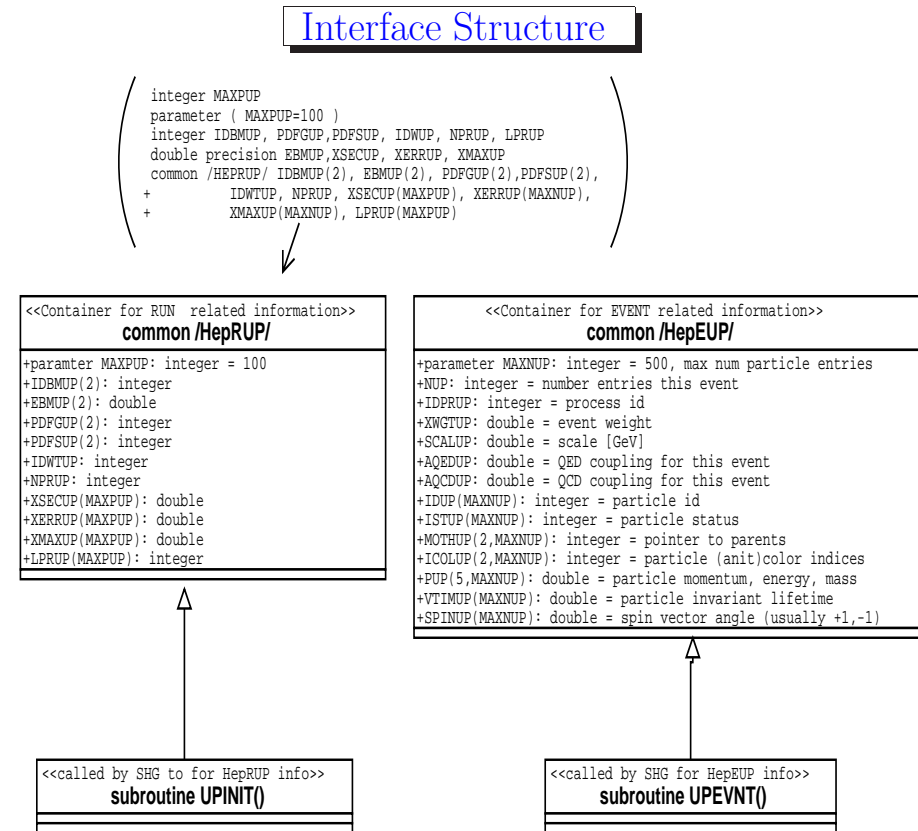 Interface Structure
integer MAXPUP
parameter ( MAXPUP=100 )
integer IDBMUP, PDFGUP,PDFSUP, IDWUP, NPRUP, LPRUP
double precision EBMUP,XSECUP, XERRUP, XMAXUP
common /HEPRUP/ IDBMUP(2), EBMUP(2), PDFGUP(2),PDFSUP(2),
+ IDWTUP, NPRUP, XSECUP(MAXPUP), XERRUP(MAXNUP),
+ XMAXUP(MAXNUP), LPRUP(MAXPUP)
<<Container for RUN related information>>
common /HepRUP/
+paramter MAXPUP: integer = 100
+IDBMUP(2): integer
+EBMUP(2): double
+PDFGUP(2): integer
+PDFSUP(2): integer
+IDWTUP: integer
+NPRUP: integer
+XSECUP(MAXPUP): double
+XERRUP(MAXPUP): double
+XMAXUP(MAXPUP): double
+LPRUP(MAXPUP): integer
<<Container for EVENT related information>>
common /HepEUP/
+parameter MAXNUP: integer = 500, max num particle entries
+NUP: integer = number entries this event
+IDPRUP: integer = process id
+XWGTUP: double = event weight
+SCALUP: double = scale [GeV]
+AQEDUP: double = QED coupling for this event
+AQCDUP: double = QCD coupling for this event
+IDUP(MAXNUP): integer = particle id
+ISTUP(MAXNUP): integer = particle status
+MOTHUP(2,MAXNUP): integer = pointer to parents
+ICOLUP(2,MAXNUP): integer = particle (anit)color indices
+PUP(5,MAXNUP): double = particle momentum, energy, mass
+VTIMUP(MAXNUP): double = particle invariant lifetime
+SPINUP(MAXNUP): double = spin vector angle (usually +1,-1)
<<called by SHG to for HepRUP info>>
subroutine UPINIT()
<<called by SHG for HepEUP info>>
subroutine UPEVNT()